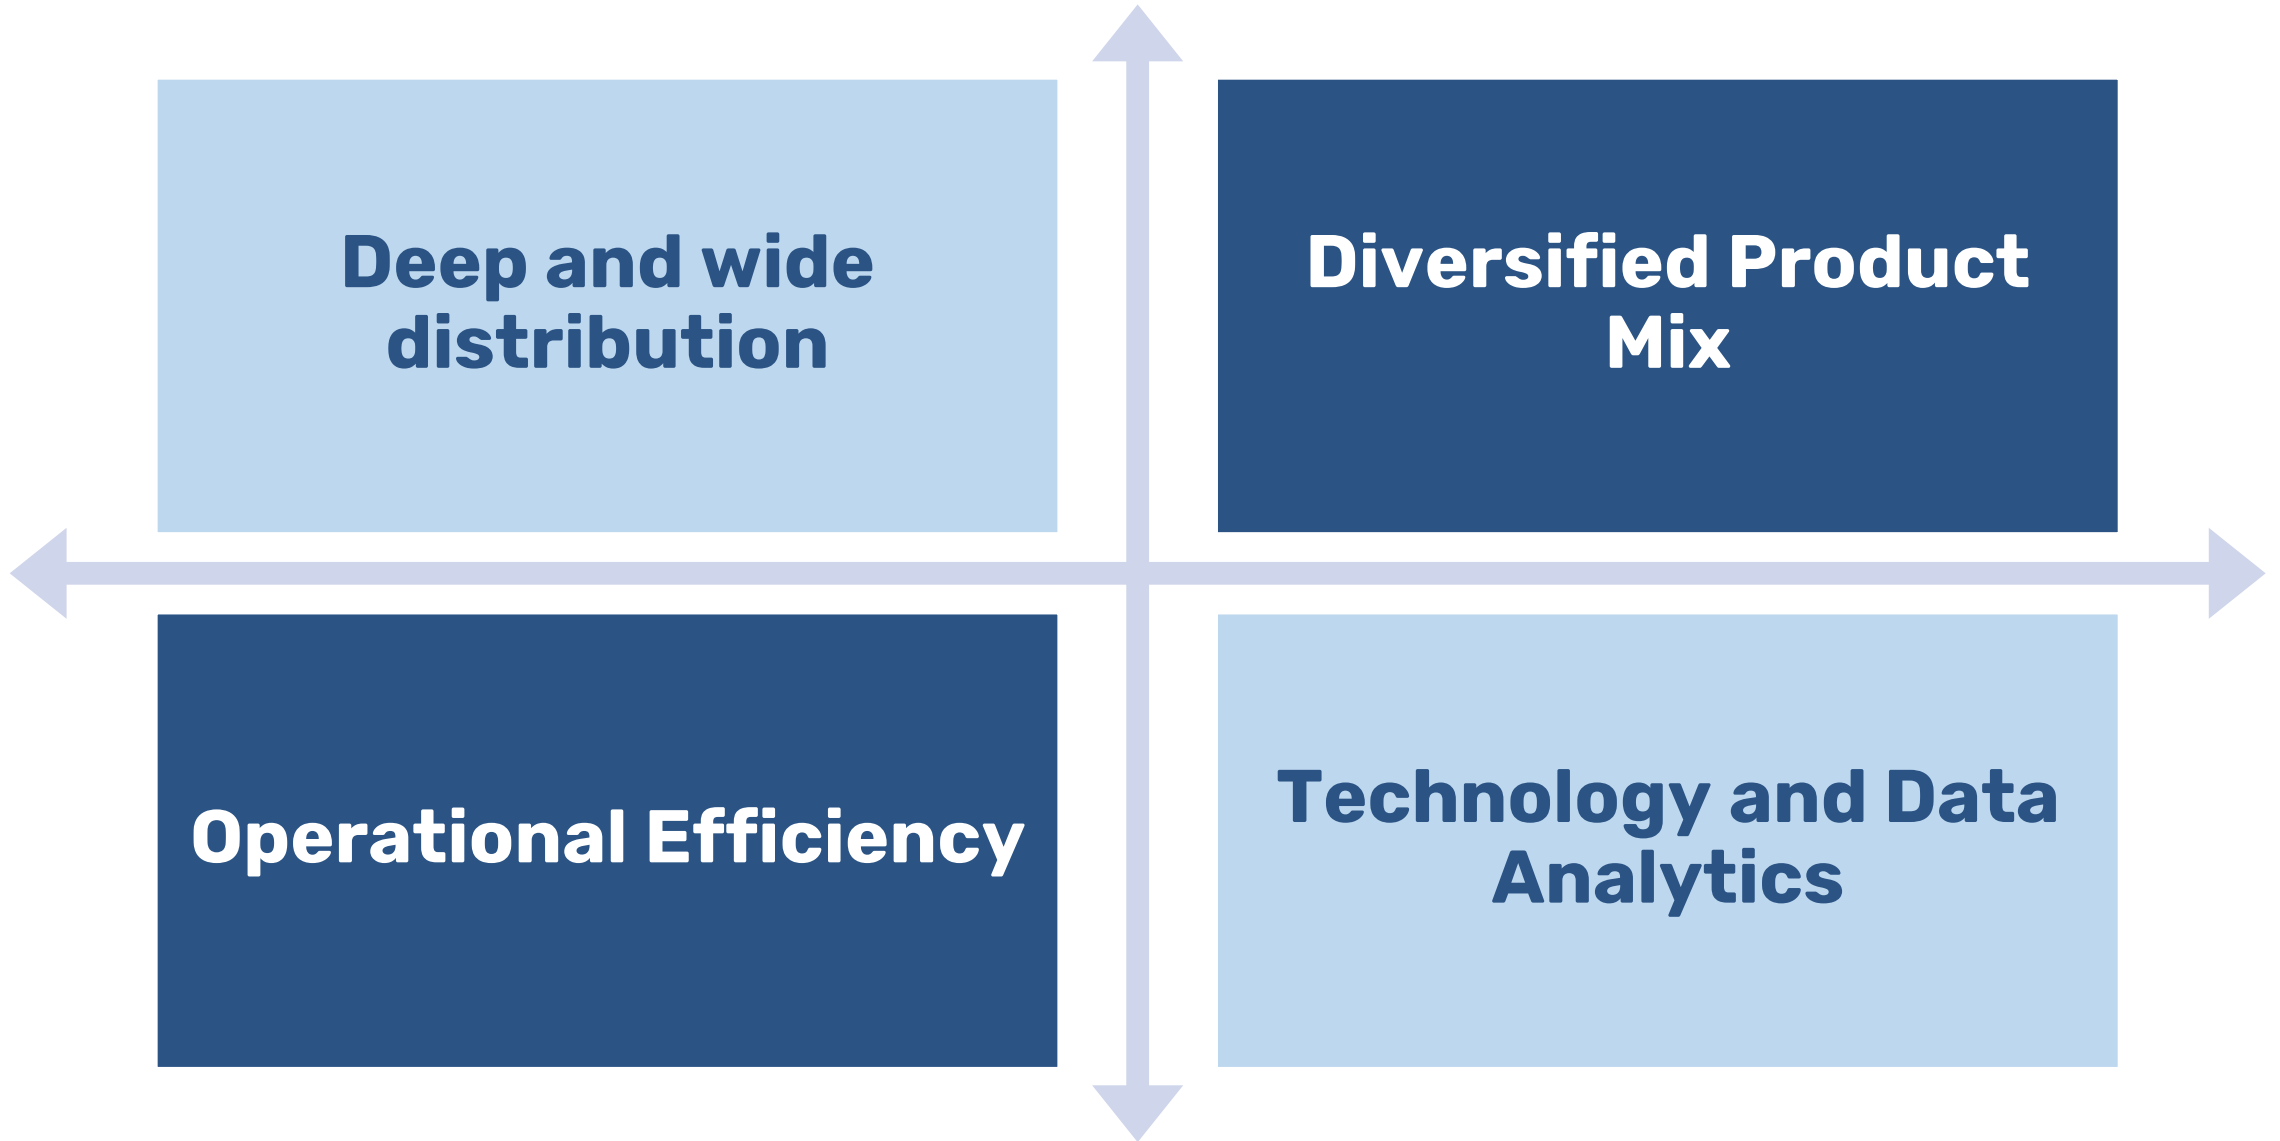 Deep and wide
distribution
Diversified Product
Mix
Operational Efficiency
Technology and Data
Analytics